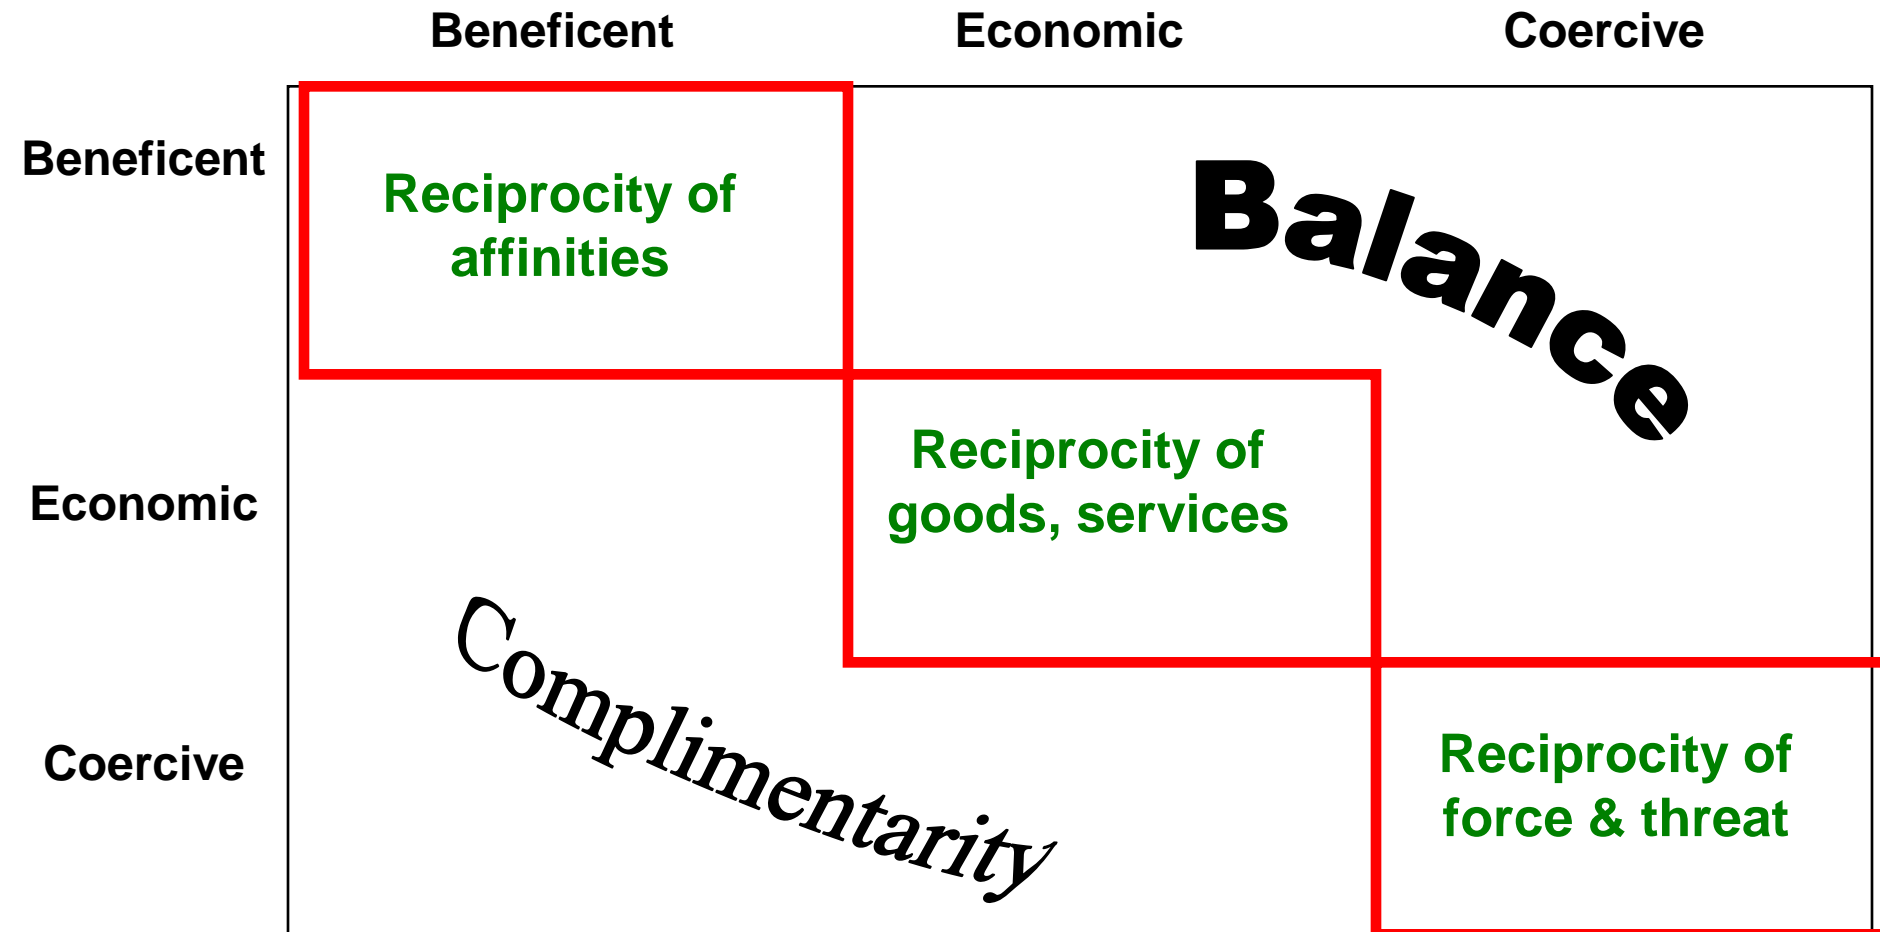 Beneficent Economic Coercive
Beneficent
Reciprocity of
affinities
Balance
Economic
Reciprocity of
goods, services
Complimentarity
Coercive
Reciprocity of
force & threat